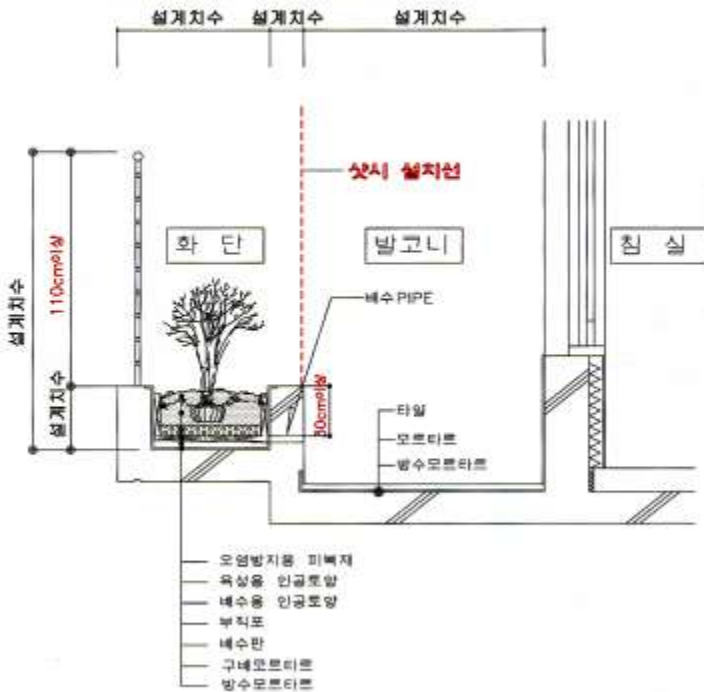 설계치수 설계치수 설계치수
샷시 설치선
화 단
발코니
침 실
110cm이상
설계치수
설계치수
배수PIPE
30cm이상
타일
모르타르
방수모르타르
오염방지용 피복재
육성용 인공토양
배수용 인공토양
부직포
배수판
구배모르타르
방수모르타르